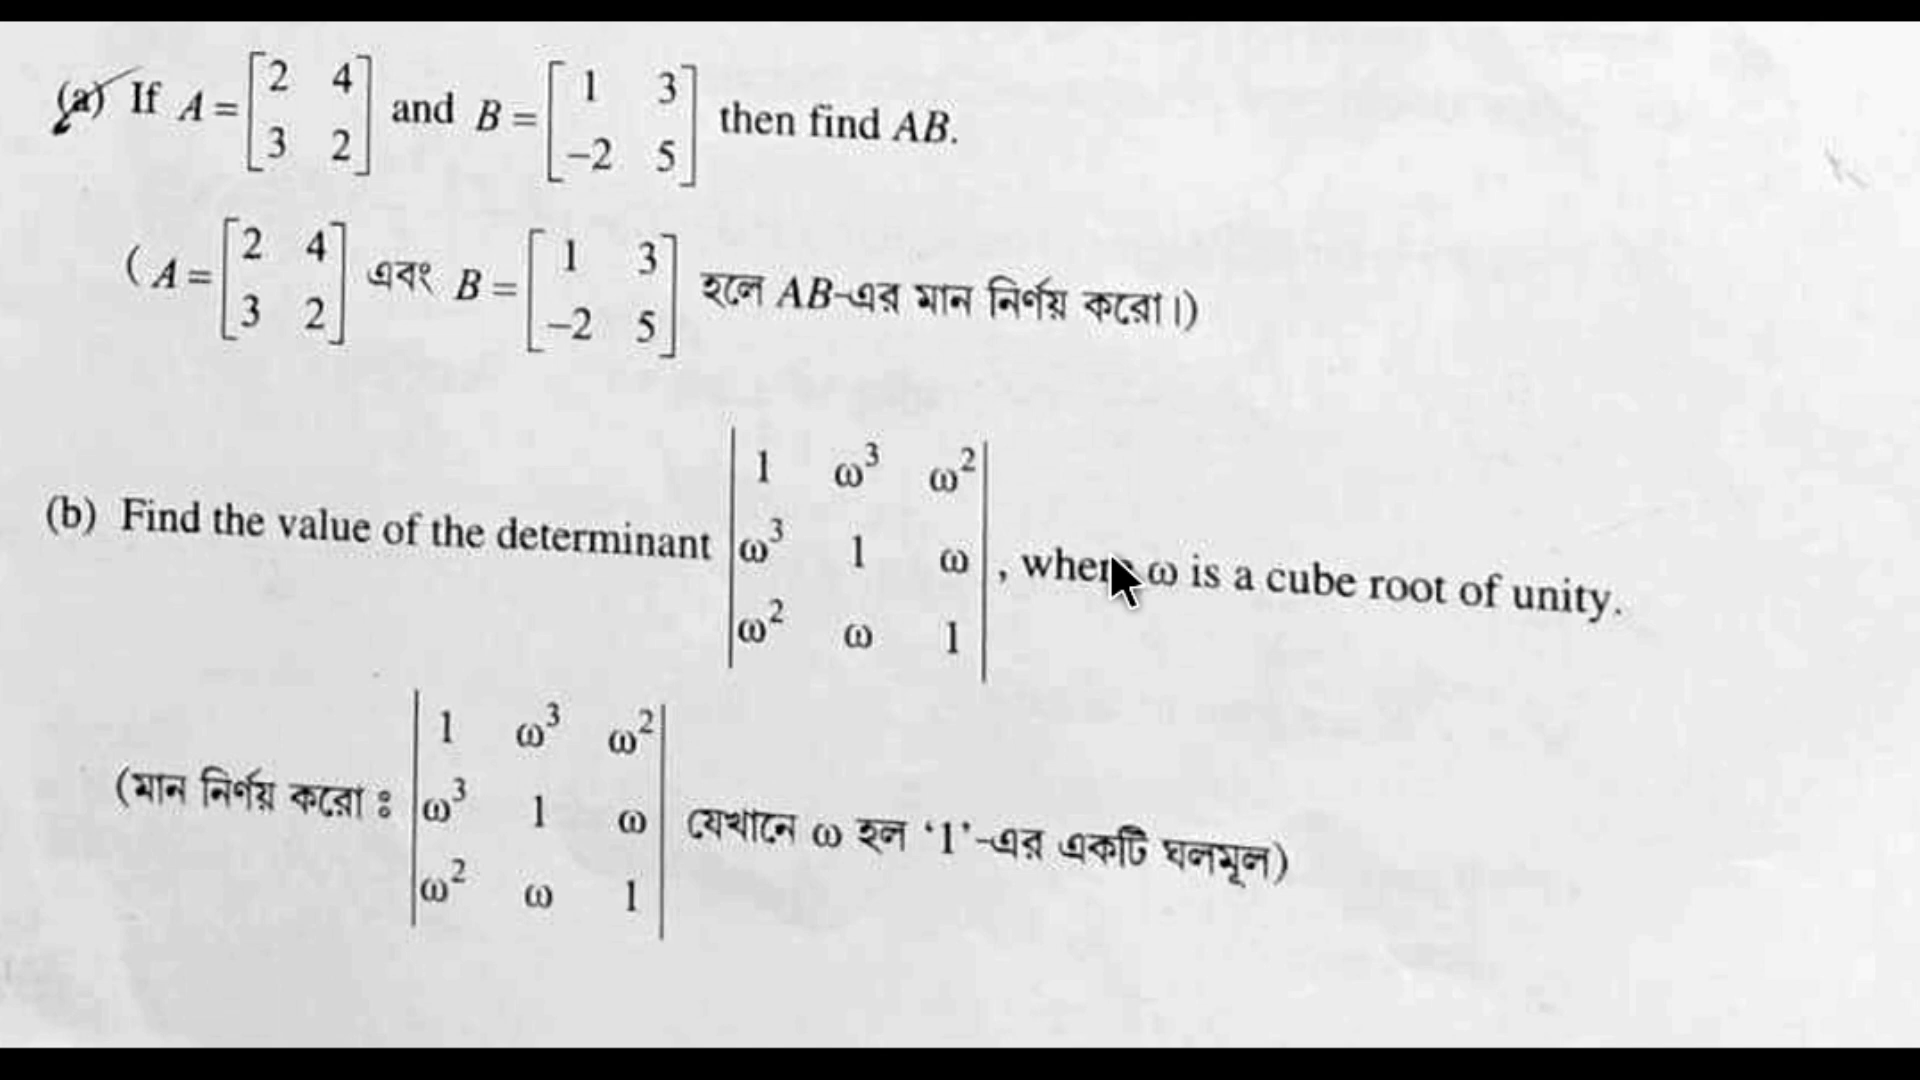 (a) If A = [2 4 3 2] and B = [1 3 -2 5] then find AB.
( A = [2 4 3 2] এবং B = [1 3 -2 5] হলে AB-এর মান নির্ণয় করো।)
(b) Find the value of the determinant |1 ω³ ω² ω³ 1 ω ω² ω 1|, where ω is a cube root of unity.
(মান নির্ণয় করো ঃ |1 ω³ ω² ω³ 1 ω ω² ω 1| যেখানে ω হল ‘1’-এর একটি ঘলমূল)